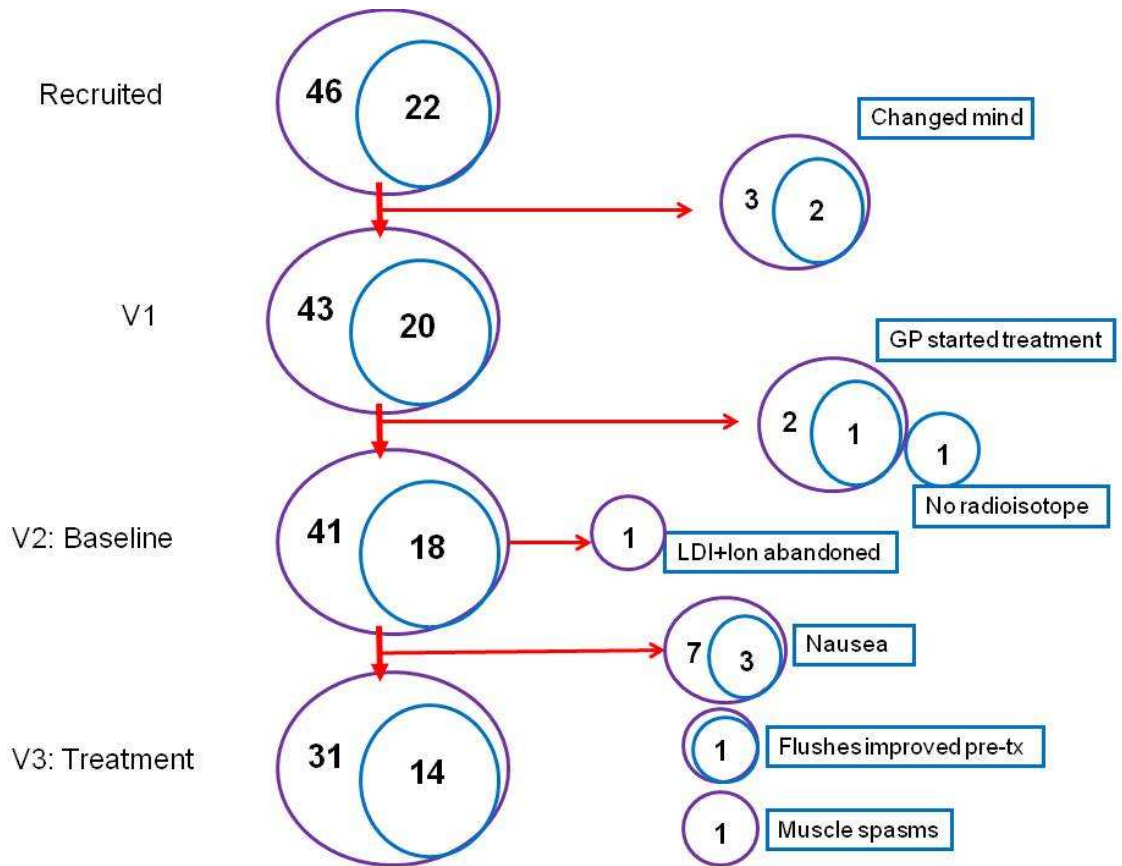 Recruited
46
22
Changed mind
3
2
V1
43
20
GP started treatment
2
1
1
No radioisotope
V2: Baseline
41
18
1
LDI+Ion abandoned
7
3
Nausea
V3: Treatment
31
14
1
Flushes improved pre-tx
1
Muscle spasms